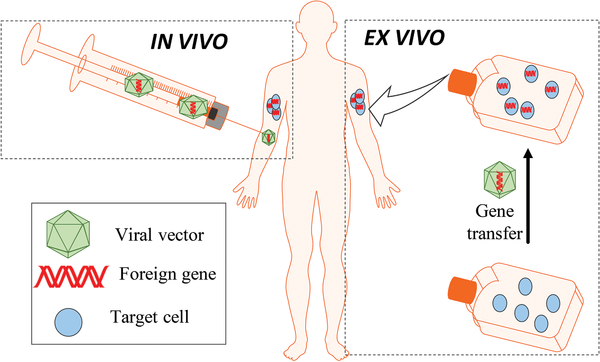 IN VIVO
EX VIVO
Gene
transfer
Viral vector
Foreign gene
Target cell